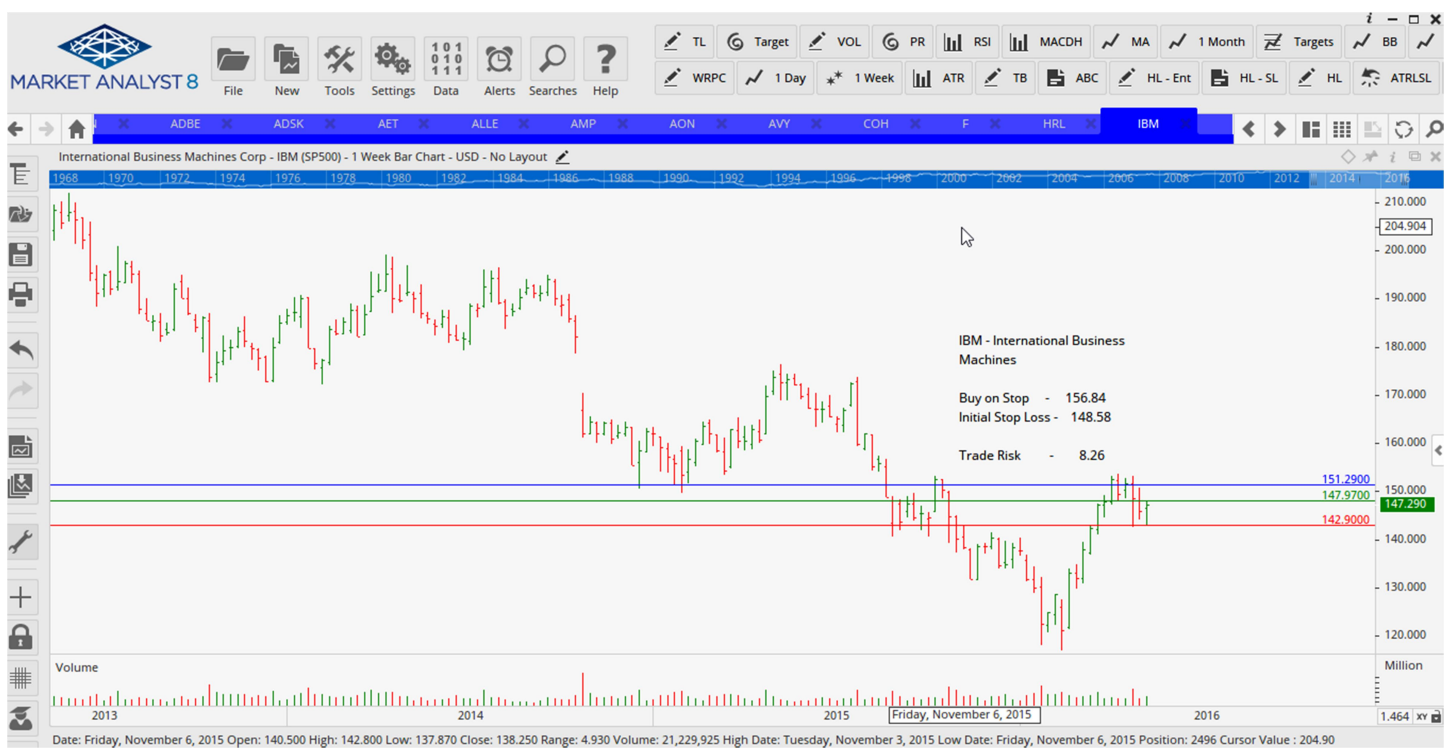 i
MARKET ANALYST 8
File New Tools Settings Data Alerts Searches Help
TL Target VOL PR RSI MACDH MA 1 Month Targets BB
WRPC 1 Day 1 Week ATR TB ABC HL - Ent HL - SL HL ATRLSL
ADBE ADSK AET ALLE AMP AON AVY COH F HRL IBM
International Business Machines Corp - IBM (SP500) - 1 Week Bar Chart - USD - No Layout
1968 1970 1972 1974 1976 1978 1980 1982 1984 1986 1988 1990 1992 1994 1996 1998 2000 2002 2004 2006 2008 2010 2012 2014 2016
210.000
204.904
200.000
190.000
180.000
170.000
160.000
150.000
147.290
140.000
130.000
120.000
IBM - International Business
Machines
Buy on Stop - 156.84
Initial Stop Loss - 148.58
Trade Risk - 8.26
151.2900
147.9700
142.9000
Volume
Million
2013 2014 2015 Friday, November 6, 2015 2016
1.464 XY
Date: Friday, November 6, 2015 Open: 140.500 High: 142.800 Low: 137.870 Close: 138.250 Range: 4.930 Volume: 21,229,925 High Date: Tuesday, November 3, 2015 Low Date: Friday, November 6, 2015 Position: 2496 Cursor Value : 204.90